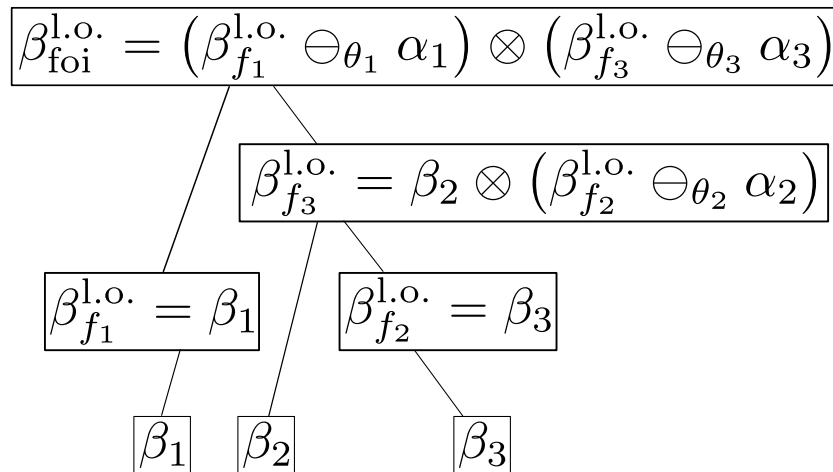 β_foi^l.o. = (β_f₁^l.o. ⊖_θ₁ α₁) ⊗ (β_f₃^l.o. ⊖_θ₃ α₃)
β_f₃^l.o. = β₂ ⊗ (β_f₂^l.o. ⊖_θ₂ α₂)
β_f₁^l.o. = β₁
β_f₂^l.o. = β₃
β₁
β₂
β₃